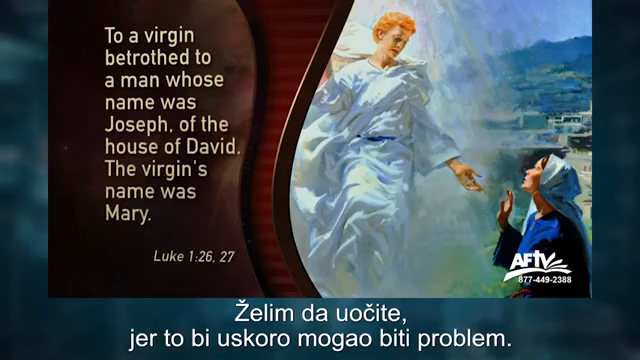 To a virgin
betrothed to
a man whose
name was
Joseph, of the
house of David.
The virgin's
name was
Mary.
Luke 1:26, 27
AFtv
877-449-2388
Želim da uočite,
jer to bi uskoro mogao biti problem.